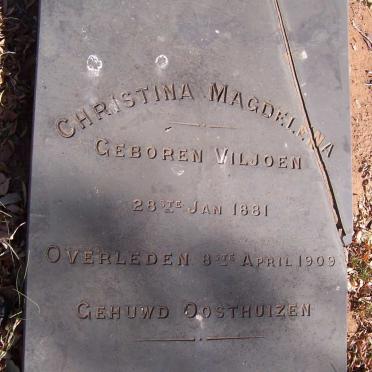 CHRISTINA MAGDELENA
GEBOREN VILJOEN
28STE JAN 1881
OVERLEDEN 8STE APRIL 1909
GEHUWD OOSTHUIZEN